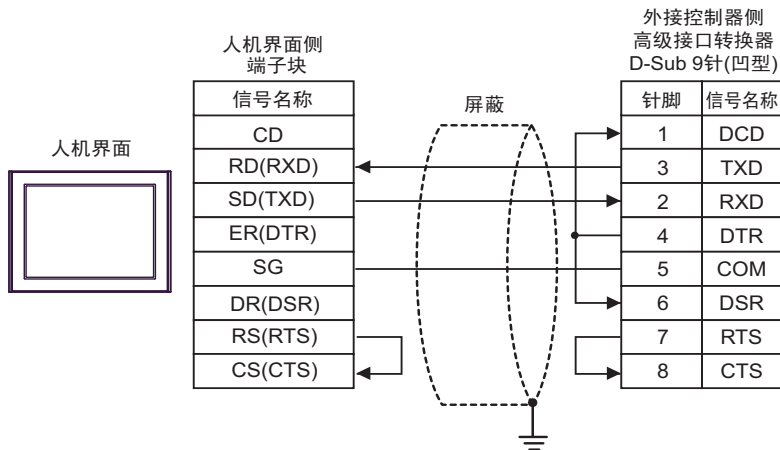 人机界面
人机界面侧
端子块
信号名称
CD
RD(RXD)
SD(TXD)
ER(DTR)
SG
DR(DSR)
RS(RTS)
CS(CTS)
屏蔽
外接控制器侧
高级接口转换器
D-Sub 9针(凹型)
针脚 信号名称
1 DCD
3 TXD
2 RXD
4 DTR
5 COM
6 DSR
7 RTS
8 CTS